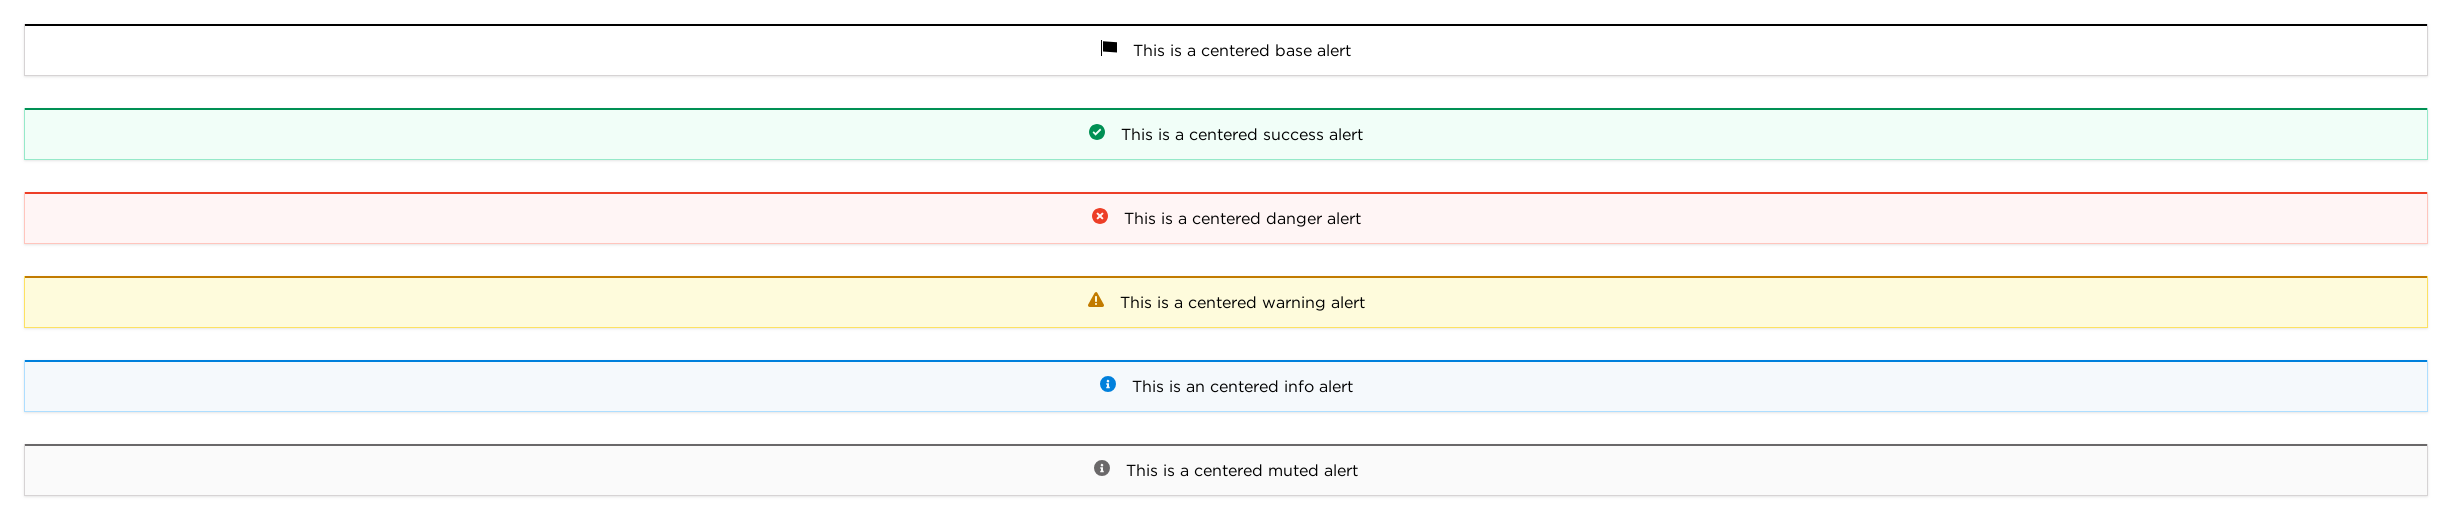 This is a centered base alert
This is a centered success alert
This is a centered danger alert
This is a centered warning alert
This is an centered info alert
This is a centered muted alert